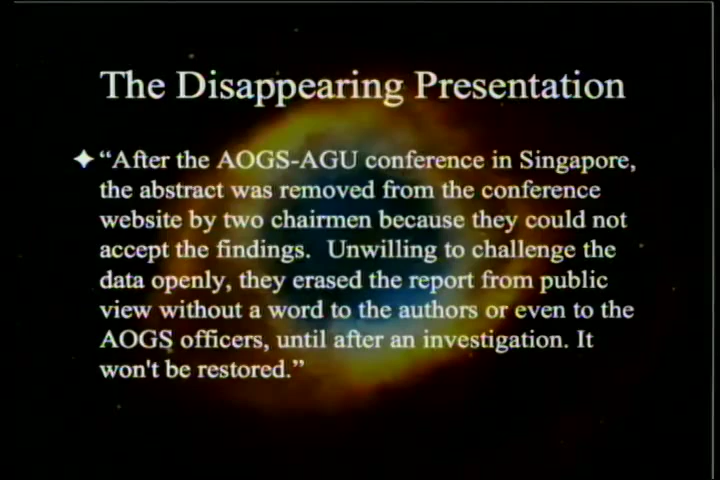 The Disappearing Presentation
“After the AOGS-AGU conference in Singapore,
the abstract was removed from the conference
website by two chairmen because they could not
accept the findings. Unwilling to challenge the
data openly, they erased the report from public
view without a word to the authors or even to the
AOGS officers, until after an investigation. It
won't be restored.”